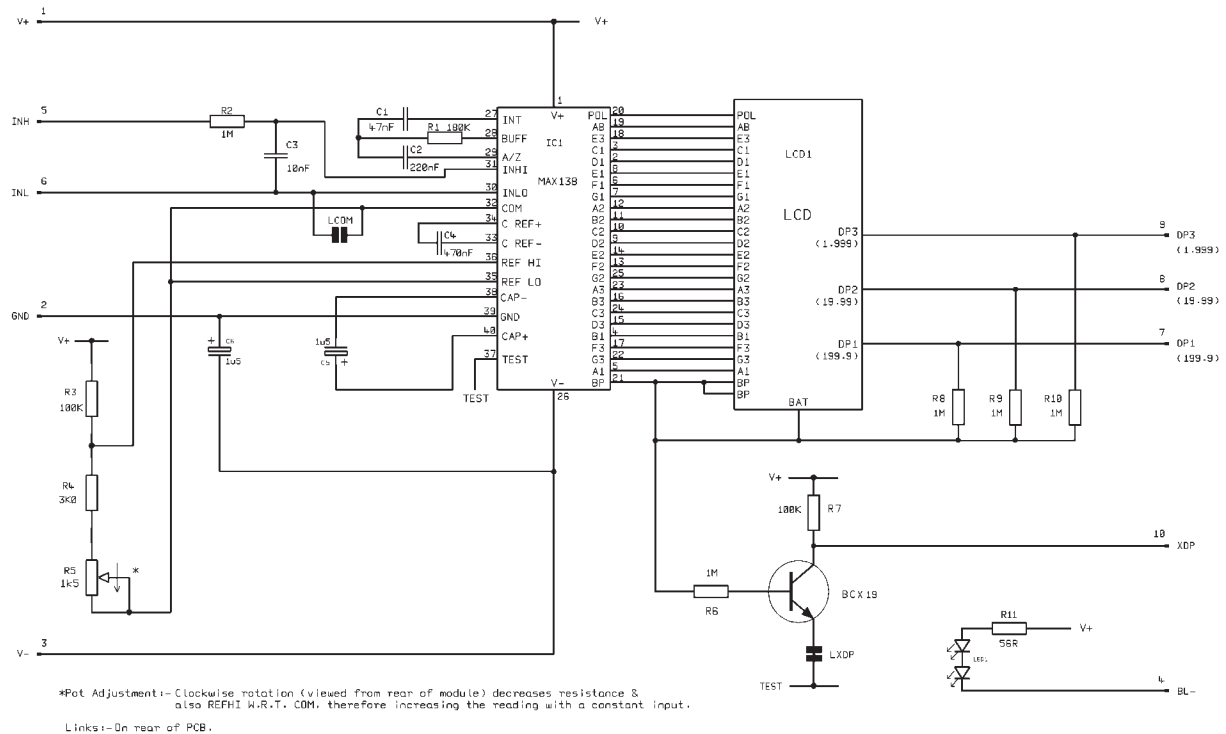 V+ 1
V+
INH 5
R2
1M
C3
10nF
INL 6
LCOM
C1
47nF
R1 180K
C2
220nF
C4
470nF
GND 2
C6
1u5
1u5
C5
V+
R3
100K
R4
3K0
R5
1k5
*
V- 3
1
V+
IC1
MAX138
27 INT
28 BUFF
29 A/Z
31 INHI
30 INLO
32 COM
34 C REF+
33 C REF-
36 REF HI
35 REF LO
38 CAP-
39 GND
40 CAP+
37 TEST
TEST
V-
26
POL 20 POL
AB 19 AB
E3 18 E3
C1 3 C1
D1 2 D1
E1 8 E1
F1 6 F1
G1 7 G1
A2 12 A2
B2 11 B2
C2 10 C2
D2 9 D2
E2 14 E2
F2 13 F2
G2 25 G2
A3 23 A3
B3 16 B3
C3 24 C3
D3 15 D3
B1 4 B1
F3 17 F3
G3 22 G3
A1 5 A1
BP 21 BP
BP
LCD1
LCD
DP3
(1.999)
DP2
(19.99)
DP1
(199.9)
BAT
9 DP3
(1.999)
8 DP2
(19.99)
7 DP1
(199.9)
R8
1M
R9
1M
R10
1M
V+
100K R7
10 XDP
1M
R6
BCX19
LXDP
TEST
R11
56R
V+
LED1
4 BL-
*Pot Adjustment:- Clockwise rotation (viewed from rear of module) decreases resistance &
also REFHI W.R.T. COM, therefore increasing the reading with a constant input.
Links:- On rear of PCB.